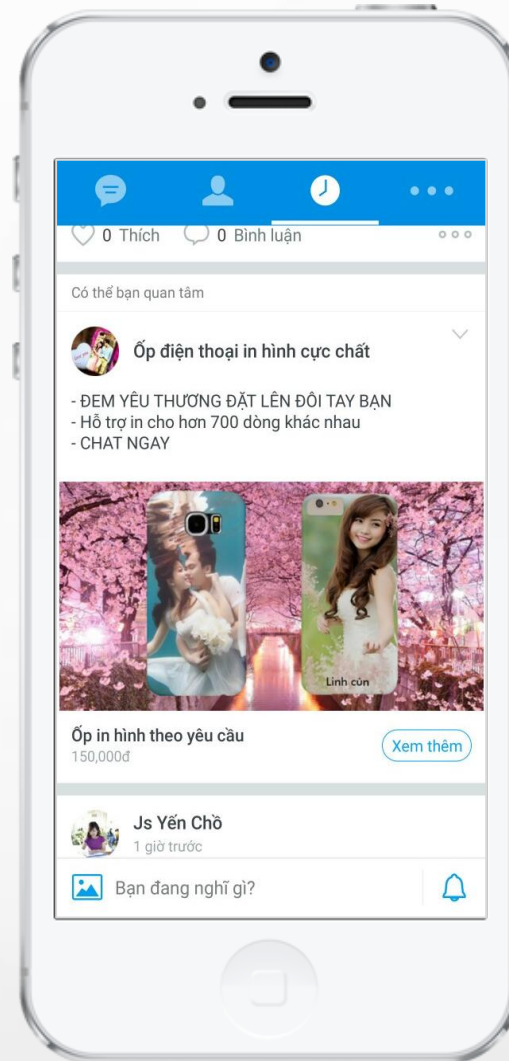 0 Thích
0 Bình luận
Có thể bạn quan tâm
Ốp điện thoại in hình cực chất
- ĐEM YÊU THƯƠNG ĐẶT LÊN ĐÔI TAY BẠN
- Hỗ trợ in cho hơn 700 dòng khác nhau
- CHAT NGAY
Linh cún
Ốp in hình theo yêu cầu
150,000đ
Xem thêm
Js Yến Chồ
1 giờ trước
Bạn đang nghĩ gì?